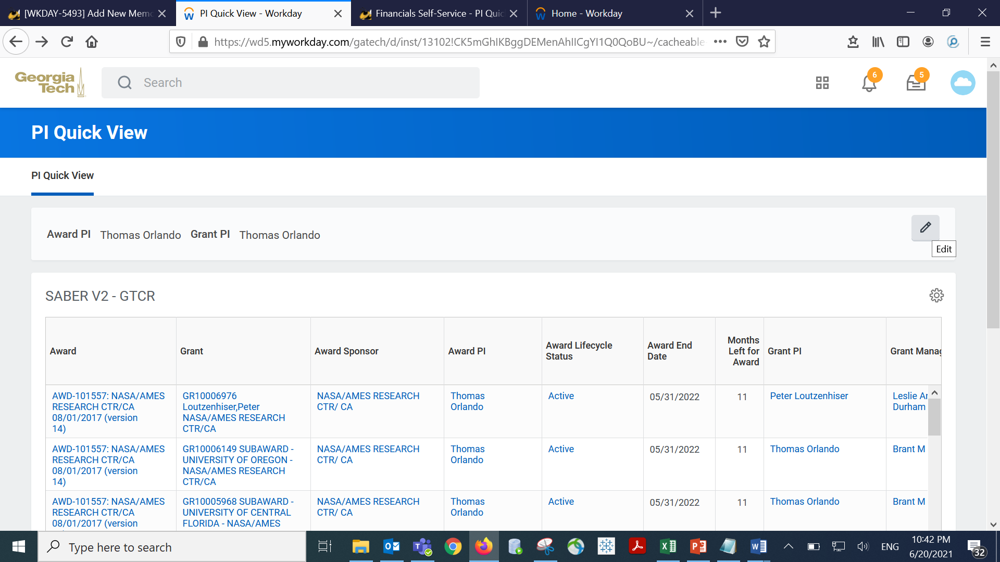 [WKDAY-5493] Add New Mem
PI Quick View - Workday
Financials Self-Service - PI Quic
Home - Workday
https://wd5.myworkday.com/gatech/d/inst/13102!CK5mGhIKBggDEMenAhIICgYI1Q0QoBU~/cacheable
Georgia
Tech
Search
6
5
PI Quick View
PI Quick View
Award PI Thomas Orlando Grant PI Thomas Orlando
Edit
SABER V2 - GTCR
Award
Grant
Award Sponsor
Award PI
Award Lifecycle
Status
Award End
Date
Months
Left for
Award
Grant PI
Grant Manag
AWD-101557: NASA/AMES
RESEARCH CTR/CA
08/01/2017 (version
14)
GR10006976
Loutzenhiser,Peter
NASA/AMES RESEARCH
CTR/CA
NASA/AMES RESEARCH
CTR/ CA
Thomas
Orlando
Active
05/31/2022
11
Peter Loutzenhiser
Leslie Ar
Durham
AWD-101557: NASA/AMES
RESEARCH CTR/CA
08/01/2017 (version
14)
GR10006149 SUBAWARD -
UNIVERSITY OF OREGON -
NASA/AMES RESEARCH
CTR/CA
NASA/AMES RESEARCH
CTR/ CA
Thomas
Orlando
Active
05/31/2022
11
Thomas Orlando
Brant M
AWD-101557: NASA/AMES
RESEARCH CTR/CA
08/01/2017 (version
GR10005968 SUBAWARD -
UNIVERSITY OF CENTRAL
FLORIDA - NASA/AMES
NASA/AMES RESEARCH
CTR/ CA
Thomas
Orlando
Active
05/31/2022
11
Thomas Orlando
Brant M
Type here to search
ENG
10:42 PM
6/20/2021
32